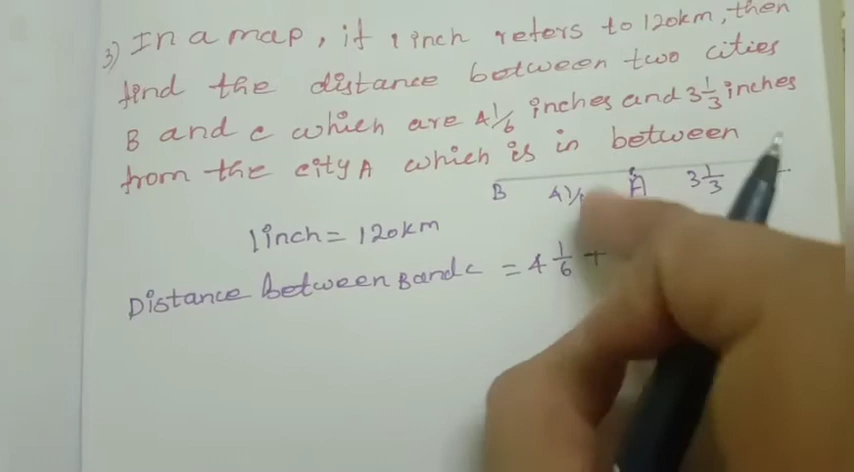 3) In a map, if 1 inch refers to 120km, then
find the distance between two cities
B and C which are 4 1/6 inches and 3 1/3 inches
from the city A which is in between
B 4 1/ A 3 1/3
1 inch = 120km
Distance between B and C = 4 1/6 +